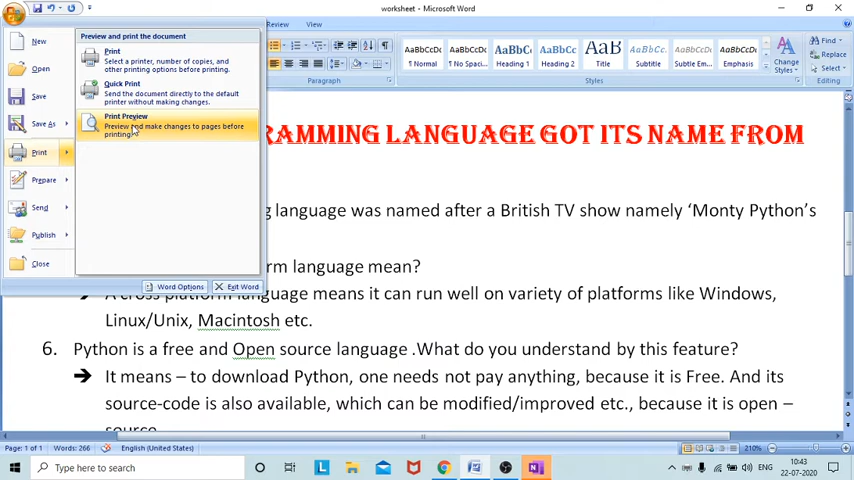 worksheet - Microsoft Word
Review View
New
Open
Save
Save As
Print
Prepare
Send
Publish
Close
Preview and print the document
Print
Select a printer, number of copies, and
other printing options before printing.
Quick Print
Send the document directly to the default
printer without making changes.
Print Preview
Preview and make changes to pages before
printing.
Word Options
Exit Word
AaBbCcDc AaBbCcDc AaBbCc AaBbCc AaB AaBbCcL AaBbCcDc AaBbCcDc
¶ Normal ¶ No Spaci... Heading 1 Heading 2 Title Subtitle Subtle Em... Emphasis
Change
Styles
Find
Replace
Select
Paragraph Styles Editing
RAMMING LANGUAGE GOT ITS NAME FROM
g language was named after a British TV show namely ‘Monty Python’s
rm language mean?
A cross platform language means it can run well on variety of platforms like Windows,
Linux/Unix, Macintosh etc.
6. Python is a free and Open source language .What do you understand by this feature?
➔ It means – to download Python, one needs not pay anything, because it is Free. And its
source-code is also available, which can be modified/improved etc., because it is open –
source.
Page: 1 of 1 Words: 266 English (United States) 210%
Type here to search
ENG
10:43
22-07-2020